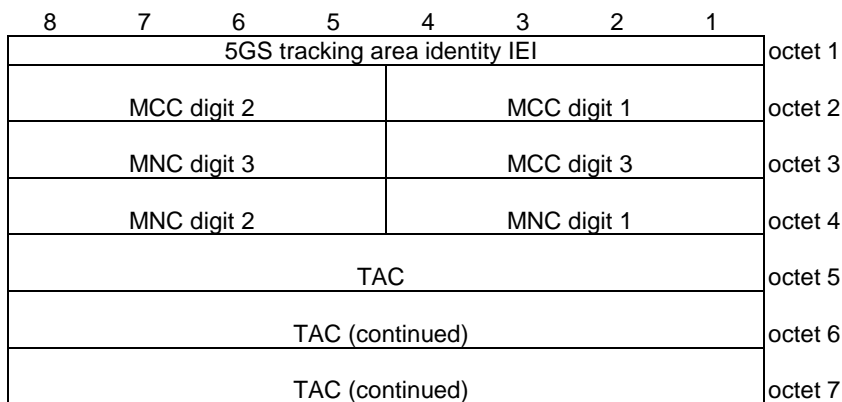 8 7 6 5 4 3 2 1
5GS tracking area identity IEI octet 1
MCC digit 2 MCC digit 1 octet 2
MNC digit 3 MCC digit 3 octet 3
MNC digit 2 MNC digit 1 octet 4
TAC octet 5
TAC (continued) octet 6
TAC (continued) octet 7